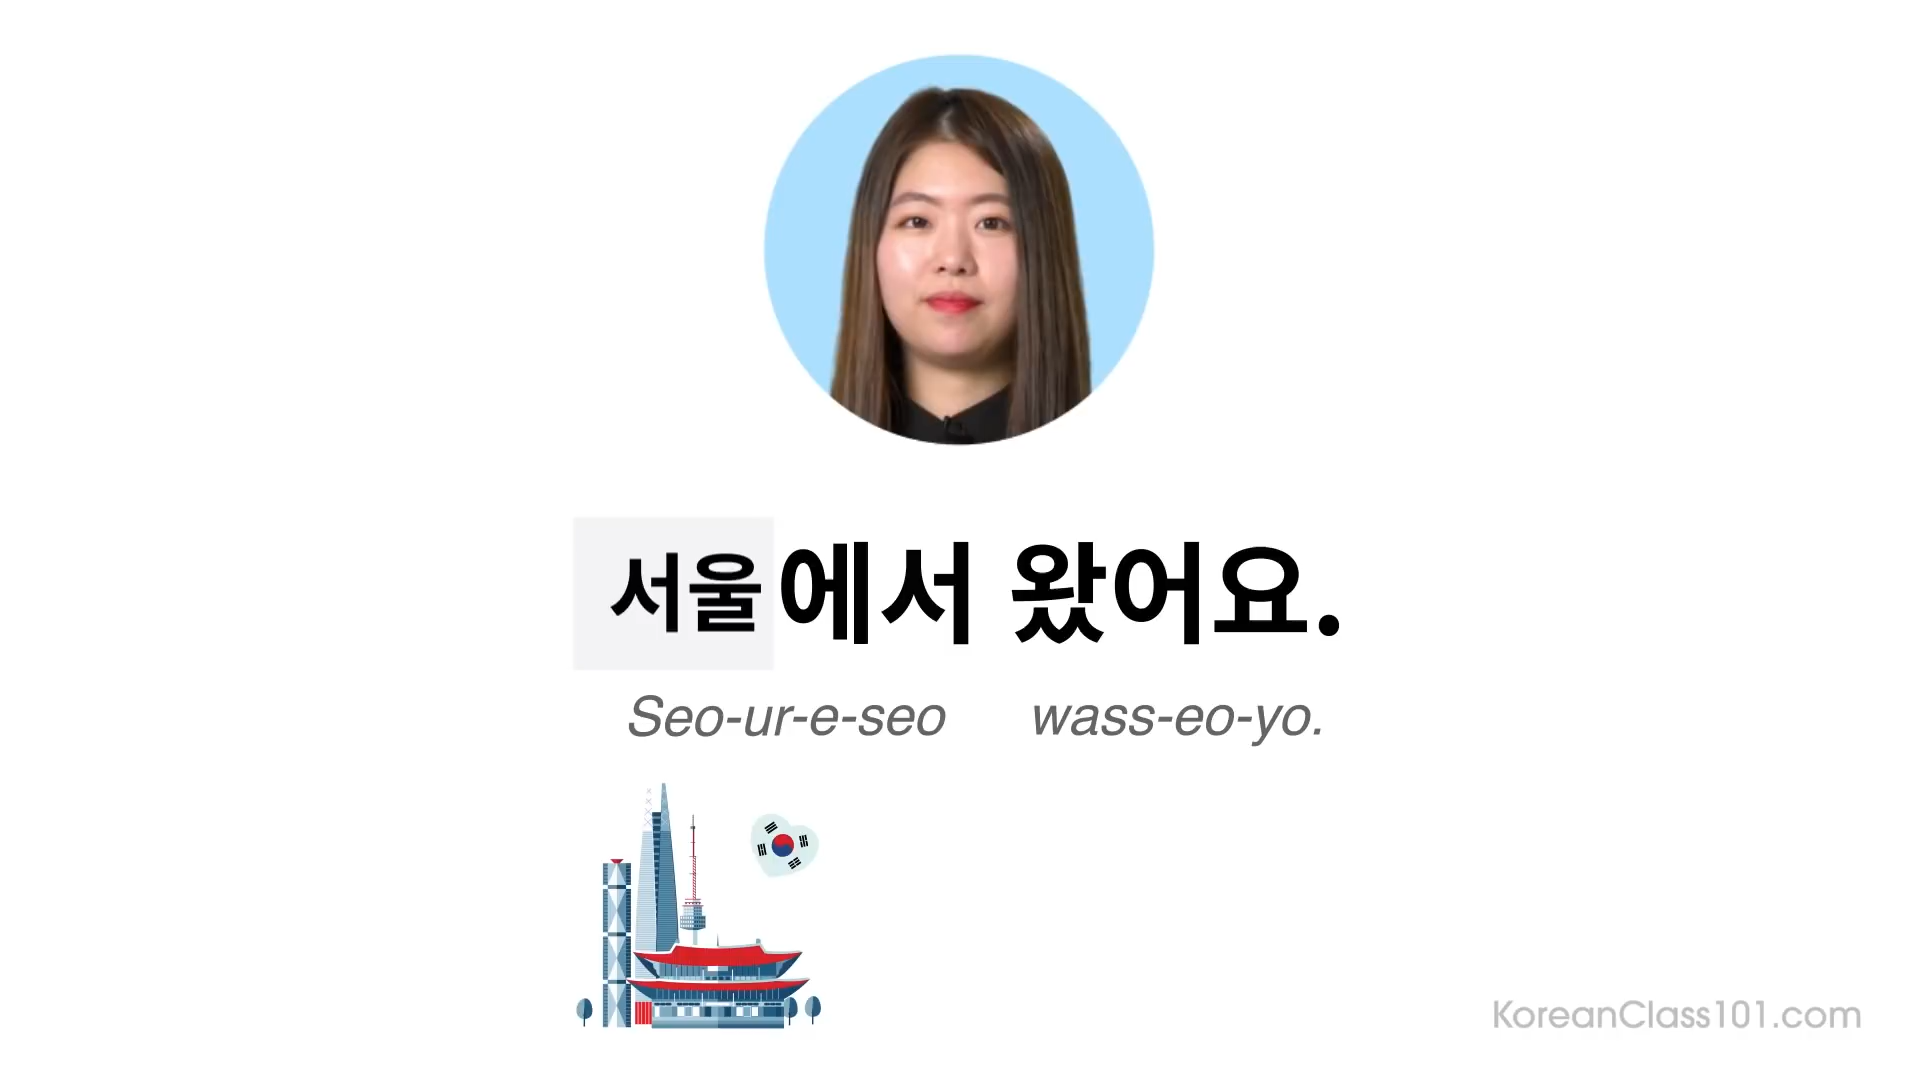 서울에서 왔어요.
Seo-ur-e-seo wass-eo-yo.
KoreanClass101.com